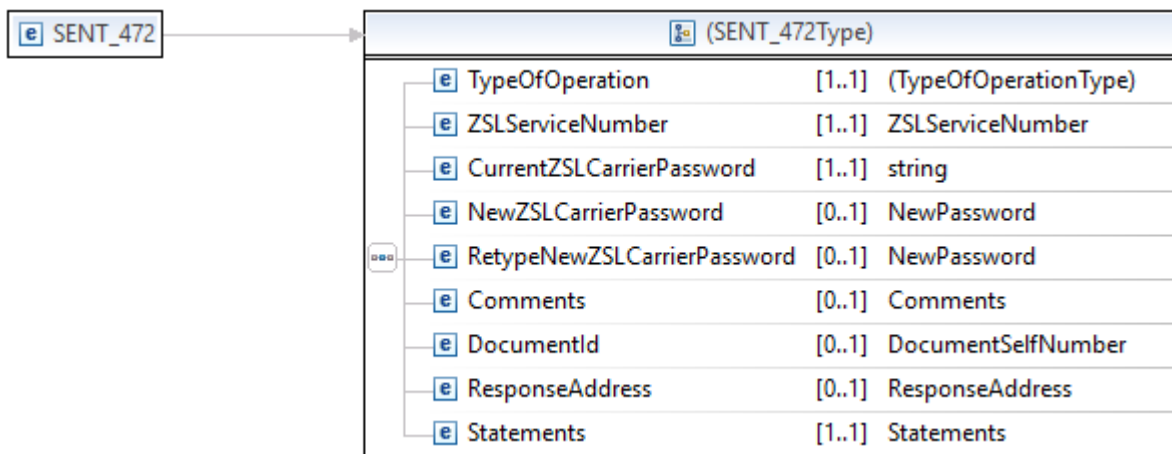 e SENT_472
(SENT_472Type)
e TypeOfOperation [1..1] (TypeOfOperationType)
e ZSLServiceNumber [1..1] ZSLServiceNumber
e CurrentZSLCarrierPassword [1..1] string
e NewZSLCarrierPassword [0..1] NewPassword
e RetypeNewZSLCarrierPassword [0..1] NewPassword
e Comments [0..1] Comments
e DocumentId [0..1] DocumentSelfNumber
e ResponseAddress [0..1] ResponseAddress
e Statements [1..1] Statements